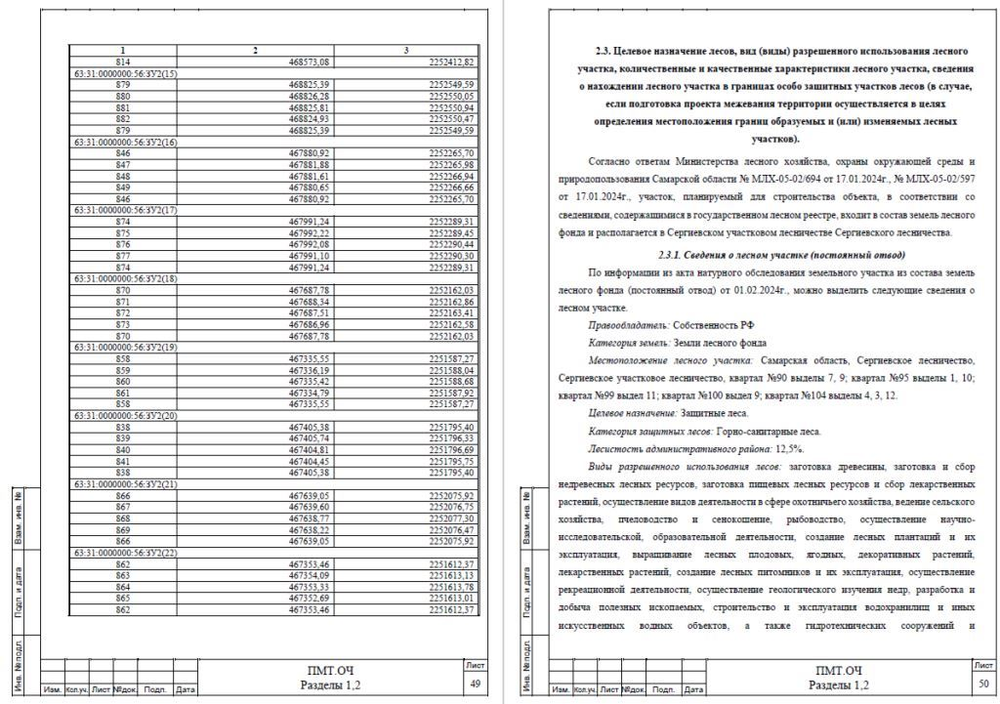 1 2 3
814 468573,08 2252412,82
63:31:0000000:56:ЗУ2(15)
879 468825,39 2252549,59
880 468826,28 2252550,05
881 468825,81 2252550,94
882 468824,93 2252550,47
879 468825,39 2252549,59
63:31:0000000:56:ЗУ2(16)
846 467880,92 2252265,70
847 467881,88 2252265,98
848 467881,61 2252266,94
849 467880,65 2252266,66
846 467880,92 2252265,70
63:31:0000000:56:ЗУ2(17)
874 467991,24 2252289,31
875 467992,22 2252289,45
876 467992,08 2252290,44
877 467991,10 2252290,30
874 467991,24 2252289,31
63:31:0000000:56:ЗУ2(18)
870 467687,78 2252162,03
871 467688,34 2252162,86
872 467687,51 2252163,41
873 467686,96 2252162,58
870 467687,78 2252162,03
63:31:0000000:56:ЗУ2(19)
858 467335,55 2251587,27
859 467336,19 2251588,04
860 467335,42 2251588,68
861 467334,79 2251587,92
858 467335,55 2251587,27
63:31:0000000:56:ЗУ2(20)
838 467405,38 2251795,40
839 467405,74 2251796,33
840 467404,81 2251796,69
841 467404,45 2251795,75
838 467405,38 2251795,40
63:31:0000000:56:ЗУ2(21)
866 467639,05 2252075,92
867 467639,60 2252076,75
868 467638,77 2252077,30
869 467638,22 2252076,47
866 467639,05 2252075,92
63:31:0000000:56:ЗУ2(22)
862 467353,46 2251612,37
863 467354,09 2251613,13
864 467353,33 2251613,78
865 467352,69 2251613,01
862 467353,46 2251612,37
Взам. инв. №
Подп. и дата
Инв. № подл.
Изм. Кол.уч. Лист №док. Подп. Дата
ПМТ.ОЧ
Разделы 1,2
Лист
49
2.3. Целевое назначение лесов, вид (виды) разрешенного использования лесного
участка, количественные и качественные характеристики лесного участка, сведения
о нахождении лесного участка в границах особо защитных участков лесов (в случае,
если подготовка проекта межевания территории осуществляется в целях
определения местоположения границ образуемых и (или) изменяемых лесных
участков).
Согласно ответам Министерства лесного хозяйства, охраны окружающей среды и
природопользования Самарской области № МЛХ-05-02/694 от 17.01.2024г., № МЛХ-05-02/597
от 17.01.2024г., участок, планируемый для строительства объекта, в соответствии со
сведениями, содержащимися в государственном лесном реестре, входит в состав земель лесного
фонда и располагается в Сергиевском участковом лесничестве Сергиевского лесничества.
2.3.1. Сведения о лесном участке (постоянный отвод)
По информации из акта натурного обследования земельного участка из состава земель
лесного фонда (постоянный отвод) от 01.02.2024г., можно выделить следующие сведения о
лесном участке.
Правообладатель: Собственность РФ
Категория земель: Земли лесного фонда
Местоположение лесного участка: Самарская область, Сергиевское лесничество,
Сергиевское участковое лесничество, квартал №90 выделы 7, 9; квартал №95 выделы 1, 10;
квартал №99 выдел 11; квартал №100 выдел 9; квартал №104 выделы 4, 3, 12.
Целевое назначение: Защитные леса.
Категория защитных лесов: Горно-санитарные леса.
Лесистость административного района: 12,5%.
Виды разрешенного использования лесов: заготовка древесины, заготовка и сбор
недревесных лесных ресурсов, заготовка пищевых лесных ресурсов и сбор лекарственных
растений, осуществление видов деятельности в сфере охотничьего хозяйства, ведение сельского
хозяйства, пчеловодство и сенокошение, рыбоводство, осуществление научно-
исследовательской, образовательной деятельности, создание лесных плантаций и их
эксплуатация, выращивание лесных плодовых, ягодных, декоративных растений,
лекарственных растений, создание лесных питомников и их эксплуатация, осуществление
рекреационной деятельности, осуществление геологического изучения недр, разработка и
добыча полезных ископаемых, строительство и эксплуатация водохранилищ и иных
искусственных водных объектов, а также гидротехнических сооружений и
Взам. инв. №
Подп. и дата
Инв. № подл.
Изм. Кол.уч. Лист №док. Подп. Дата
ПМТ.ОЧ
Разделы 1,2
Лист
50